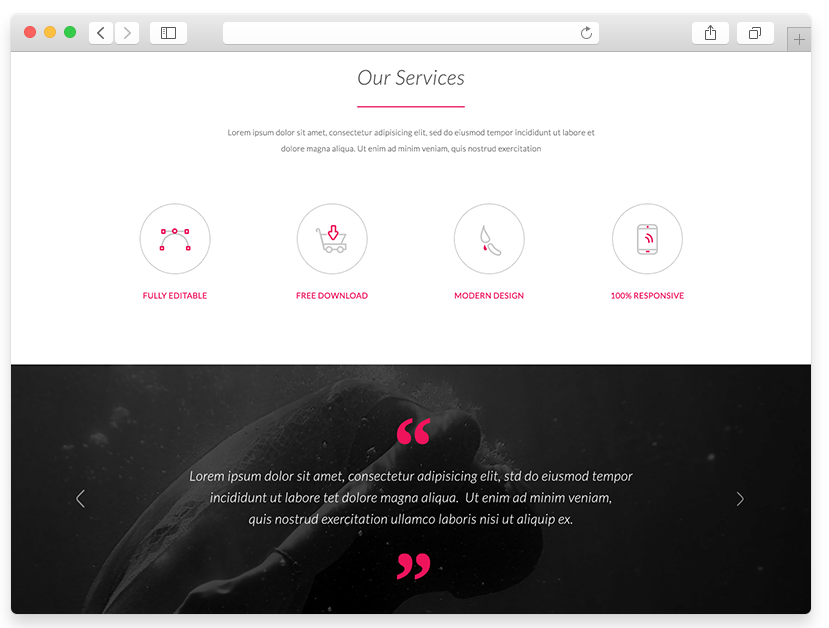 Our Services
Lorem ipsum dolor sit amet, consectetur adipisicing elit, sed do eiusmod tempor incididunt ut labore et
dolore magna aliqua. Ut enim ad minim veniam, quis nostrud exercitation
FULLY EDITABLE
FREE DOWNLOAD
MODERN DESIGN
100% RESPONSIVE
“
Lorem ipsum dolor sit amet, consectetur adipisicing elit, std do eiusmod tempor
incididunt ut labore tet dolore magna aliqua.  Ut enim ad minim veniam,
quis nostrud exercitation ullamco laboris nisi ut aliquip ex.
”